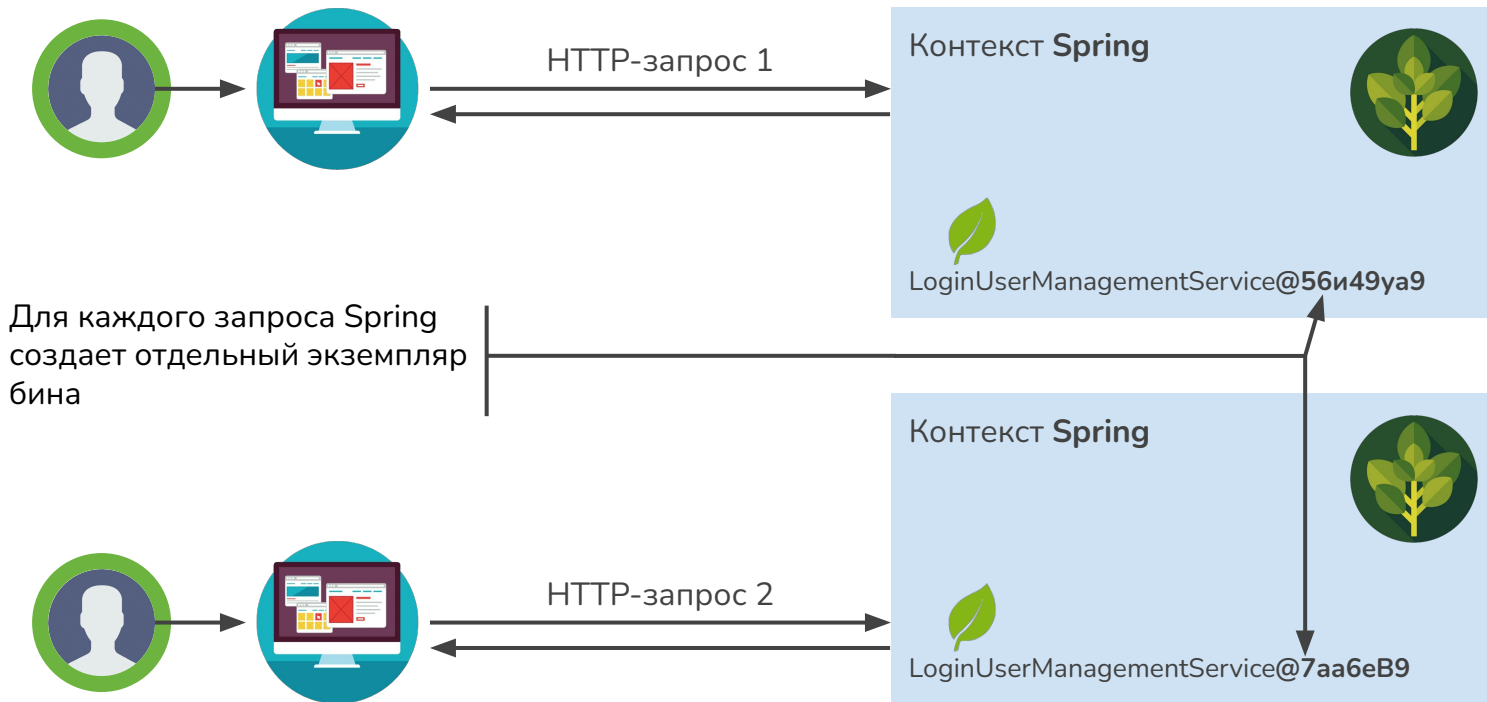 HTTP-запрос 1
Контекст Spring
LoginUserManagementService@56и49уа9
Для каждого запроса Spring
создает отдельный экземпляр
бина
Контекст Spring
HTTP-запрос 2
LoginUserManagementService@7aa6eB9